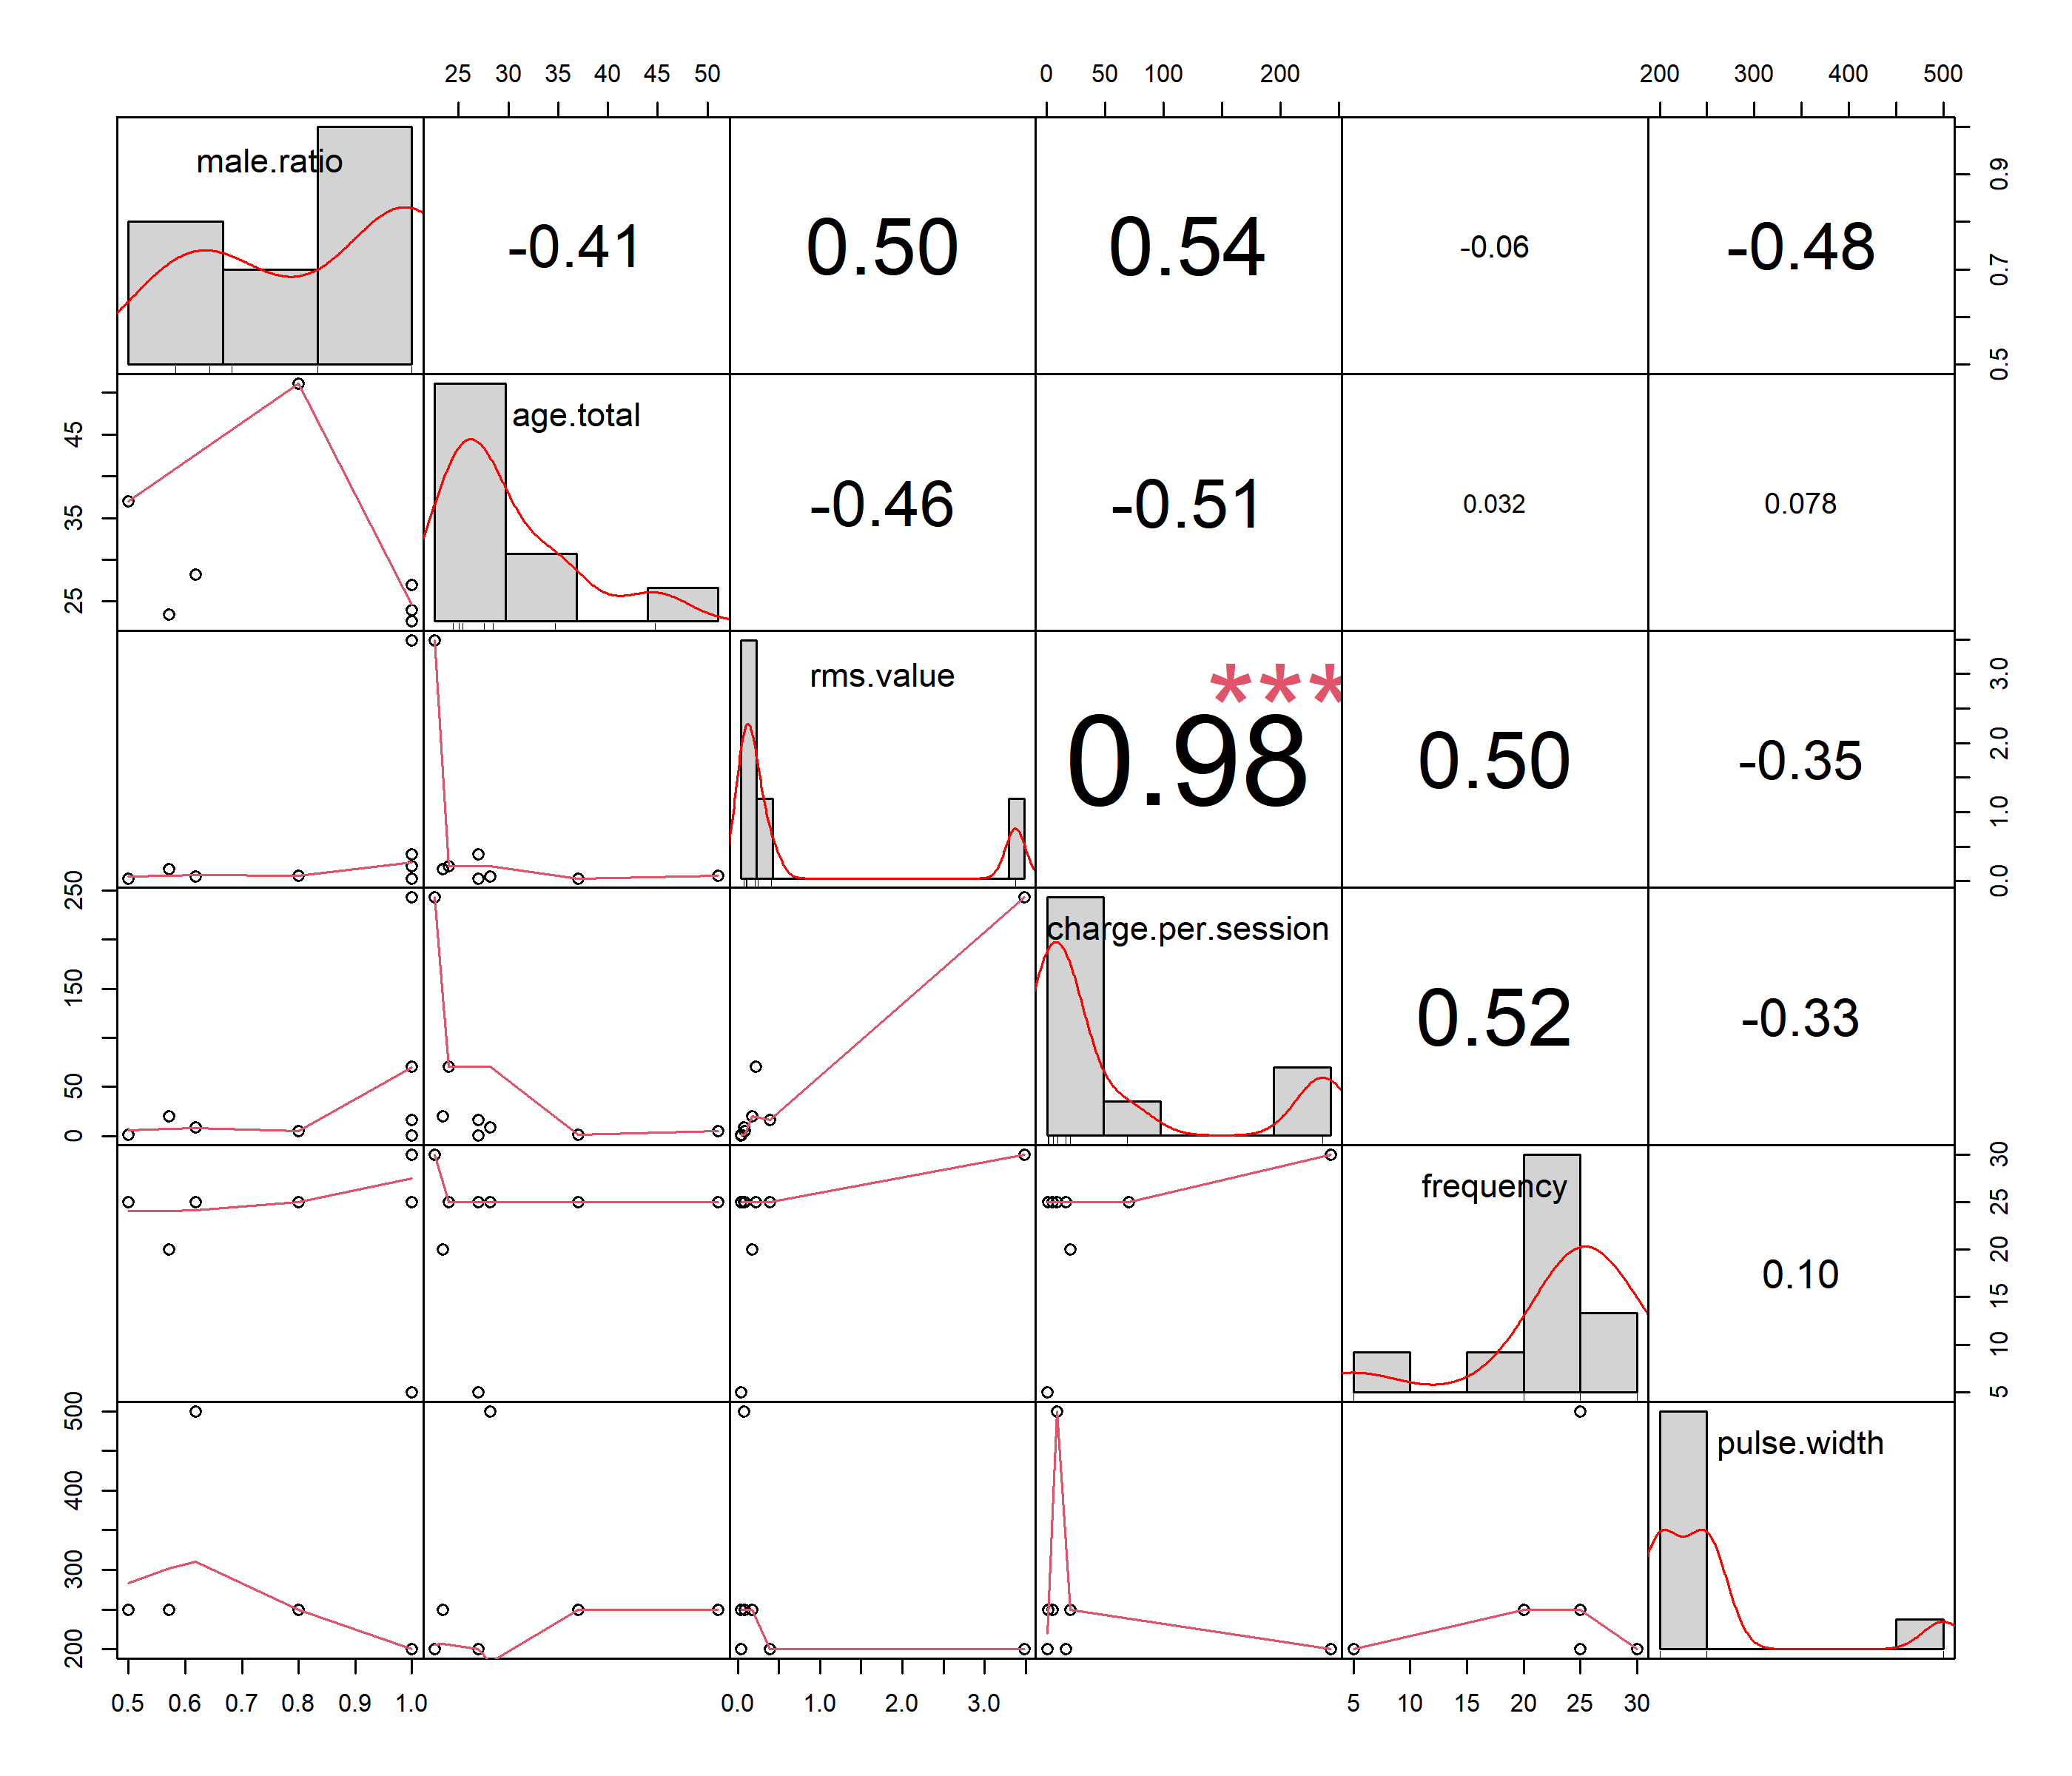 25 30 35 40 45 50
0 50 100 200
200 300 400 500
male.ratio
-0.41
0.50
0.54
-0.06
-0.48
0.5 0.7 0.9
25 35 45
age.total
-0.46
-0.51
0.032
0.078
rms.value
***
0.98
0.50
-0.35
0.0 1.0 2.0 3.0
0 50 150 250
charge.per.session
0.52
-0.33
frequency
0.10
5 10 15 20 25 30
200 300 400 500
pulse.width
0.5 0.6 0.7 0.8 0.9 1.0
0.0 1.0 2.0 3.0
5 10 15 20 25 30